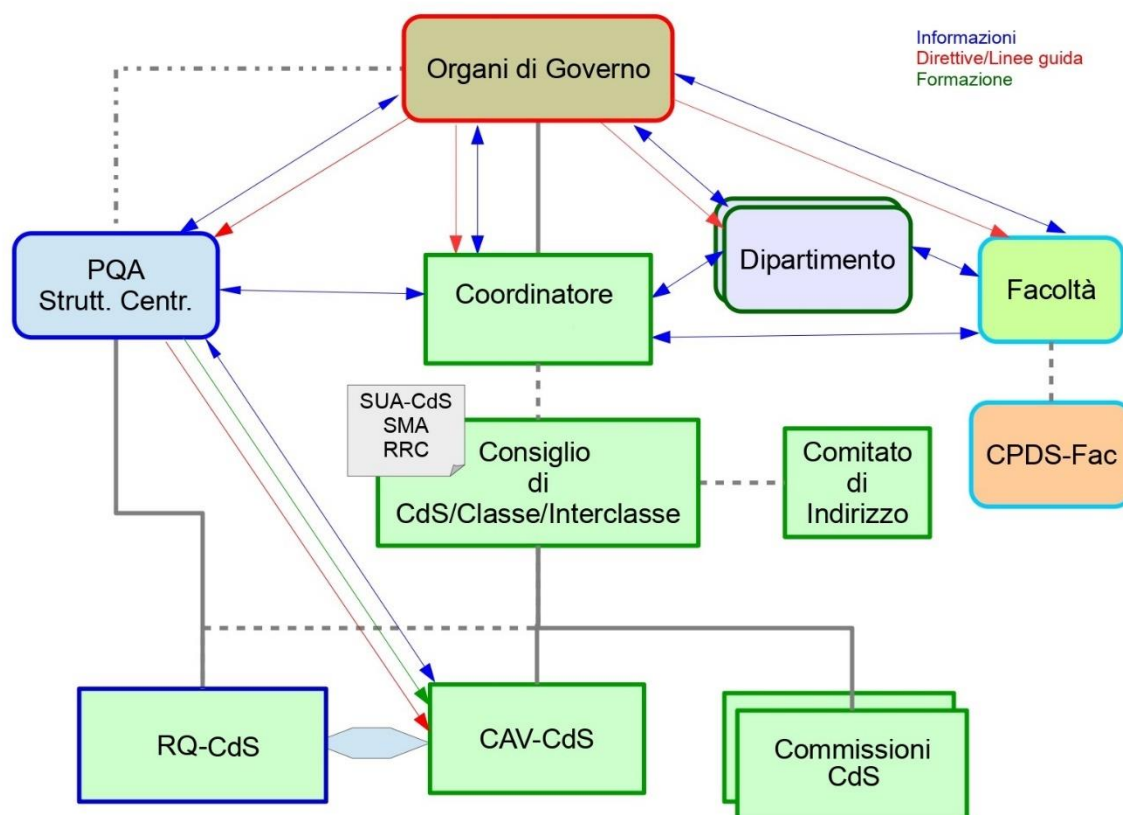 Organi di Governo
Informazioni
Direttive/Linee guida
Formazione
PQA
Strutt. Centr.
Coordinatore
Dipartimento
Facoltà
SUA-CdS
SMA
RRC
Consiglio
di
CdS/Classe/Interclasse
Comitato
di
Indirizzo
CPDS-Fac
RQ-CdS
CAV-CdS
Commissioni
CdS